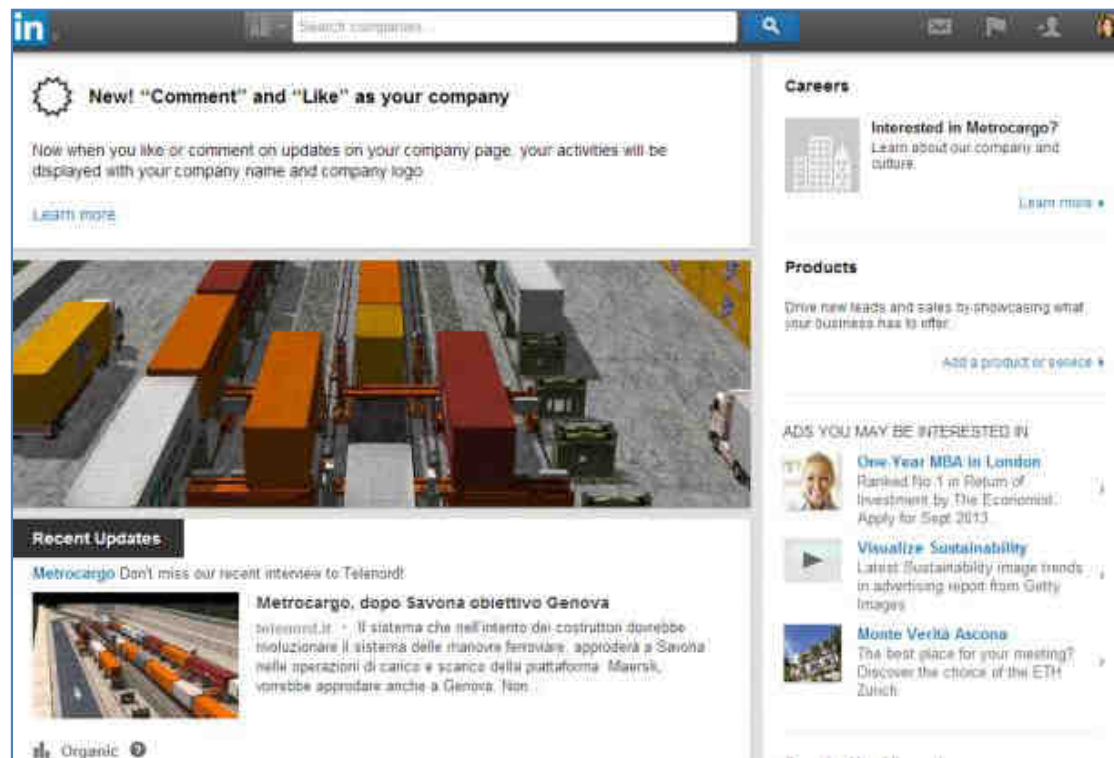 in
Search companies...
New! “Comment” and “Like” as your company
Now when you like or comment on updates on your company page, your activities will be
displayed with your company name and company logo
Learn more
Recent Updates
Metrocargo Don't miss our recent interview to Telenord!
Metrocargo, dopo Savona obiettivo Genova
telenord.it · Il sistema che nell'intento dei costruttori dovrebbe
rivoluzionare il sistema delle manovre ferroviarie, approderà a Savona
nelle operazioni di carico e scarico della piattaforma Maersk,
vorrebbe approdare anche a Genova. Non
Organic ?
Careers
Interested in Metrocargo?
Learn about our company and
culture.
Learn more
Products
Drive new leads and sales by showcasing what
your business has to offer.
Add a product or service
ADS YOU MAY BE INTERESTED IN
One-Year MBA in London
Ranked No 1 in Return of
Investment by The Economist.
Apply for Sept 2013.
Visualize Sustainability
Latest Sustainability image trends
in advertising report from Getty
Images
Monte Verità Ascona
The best place for your meeting?
Discover the choice of the ETH
Zurich